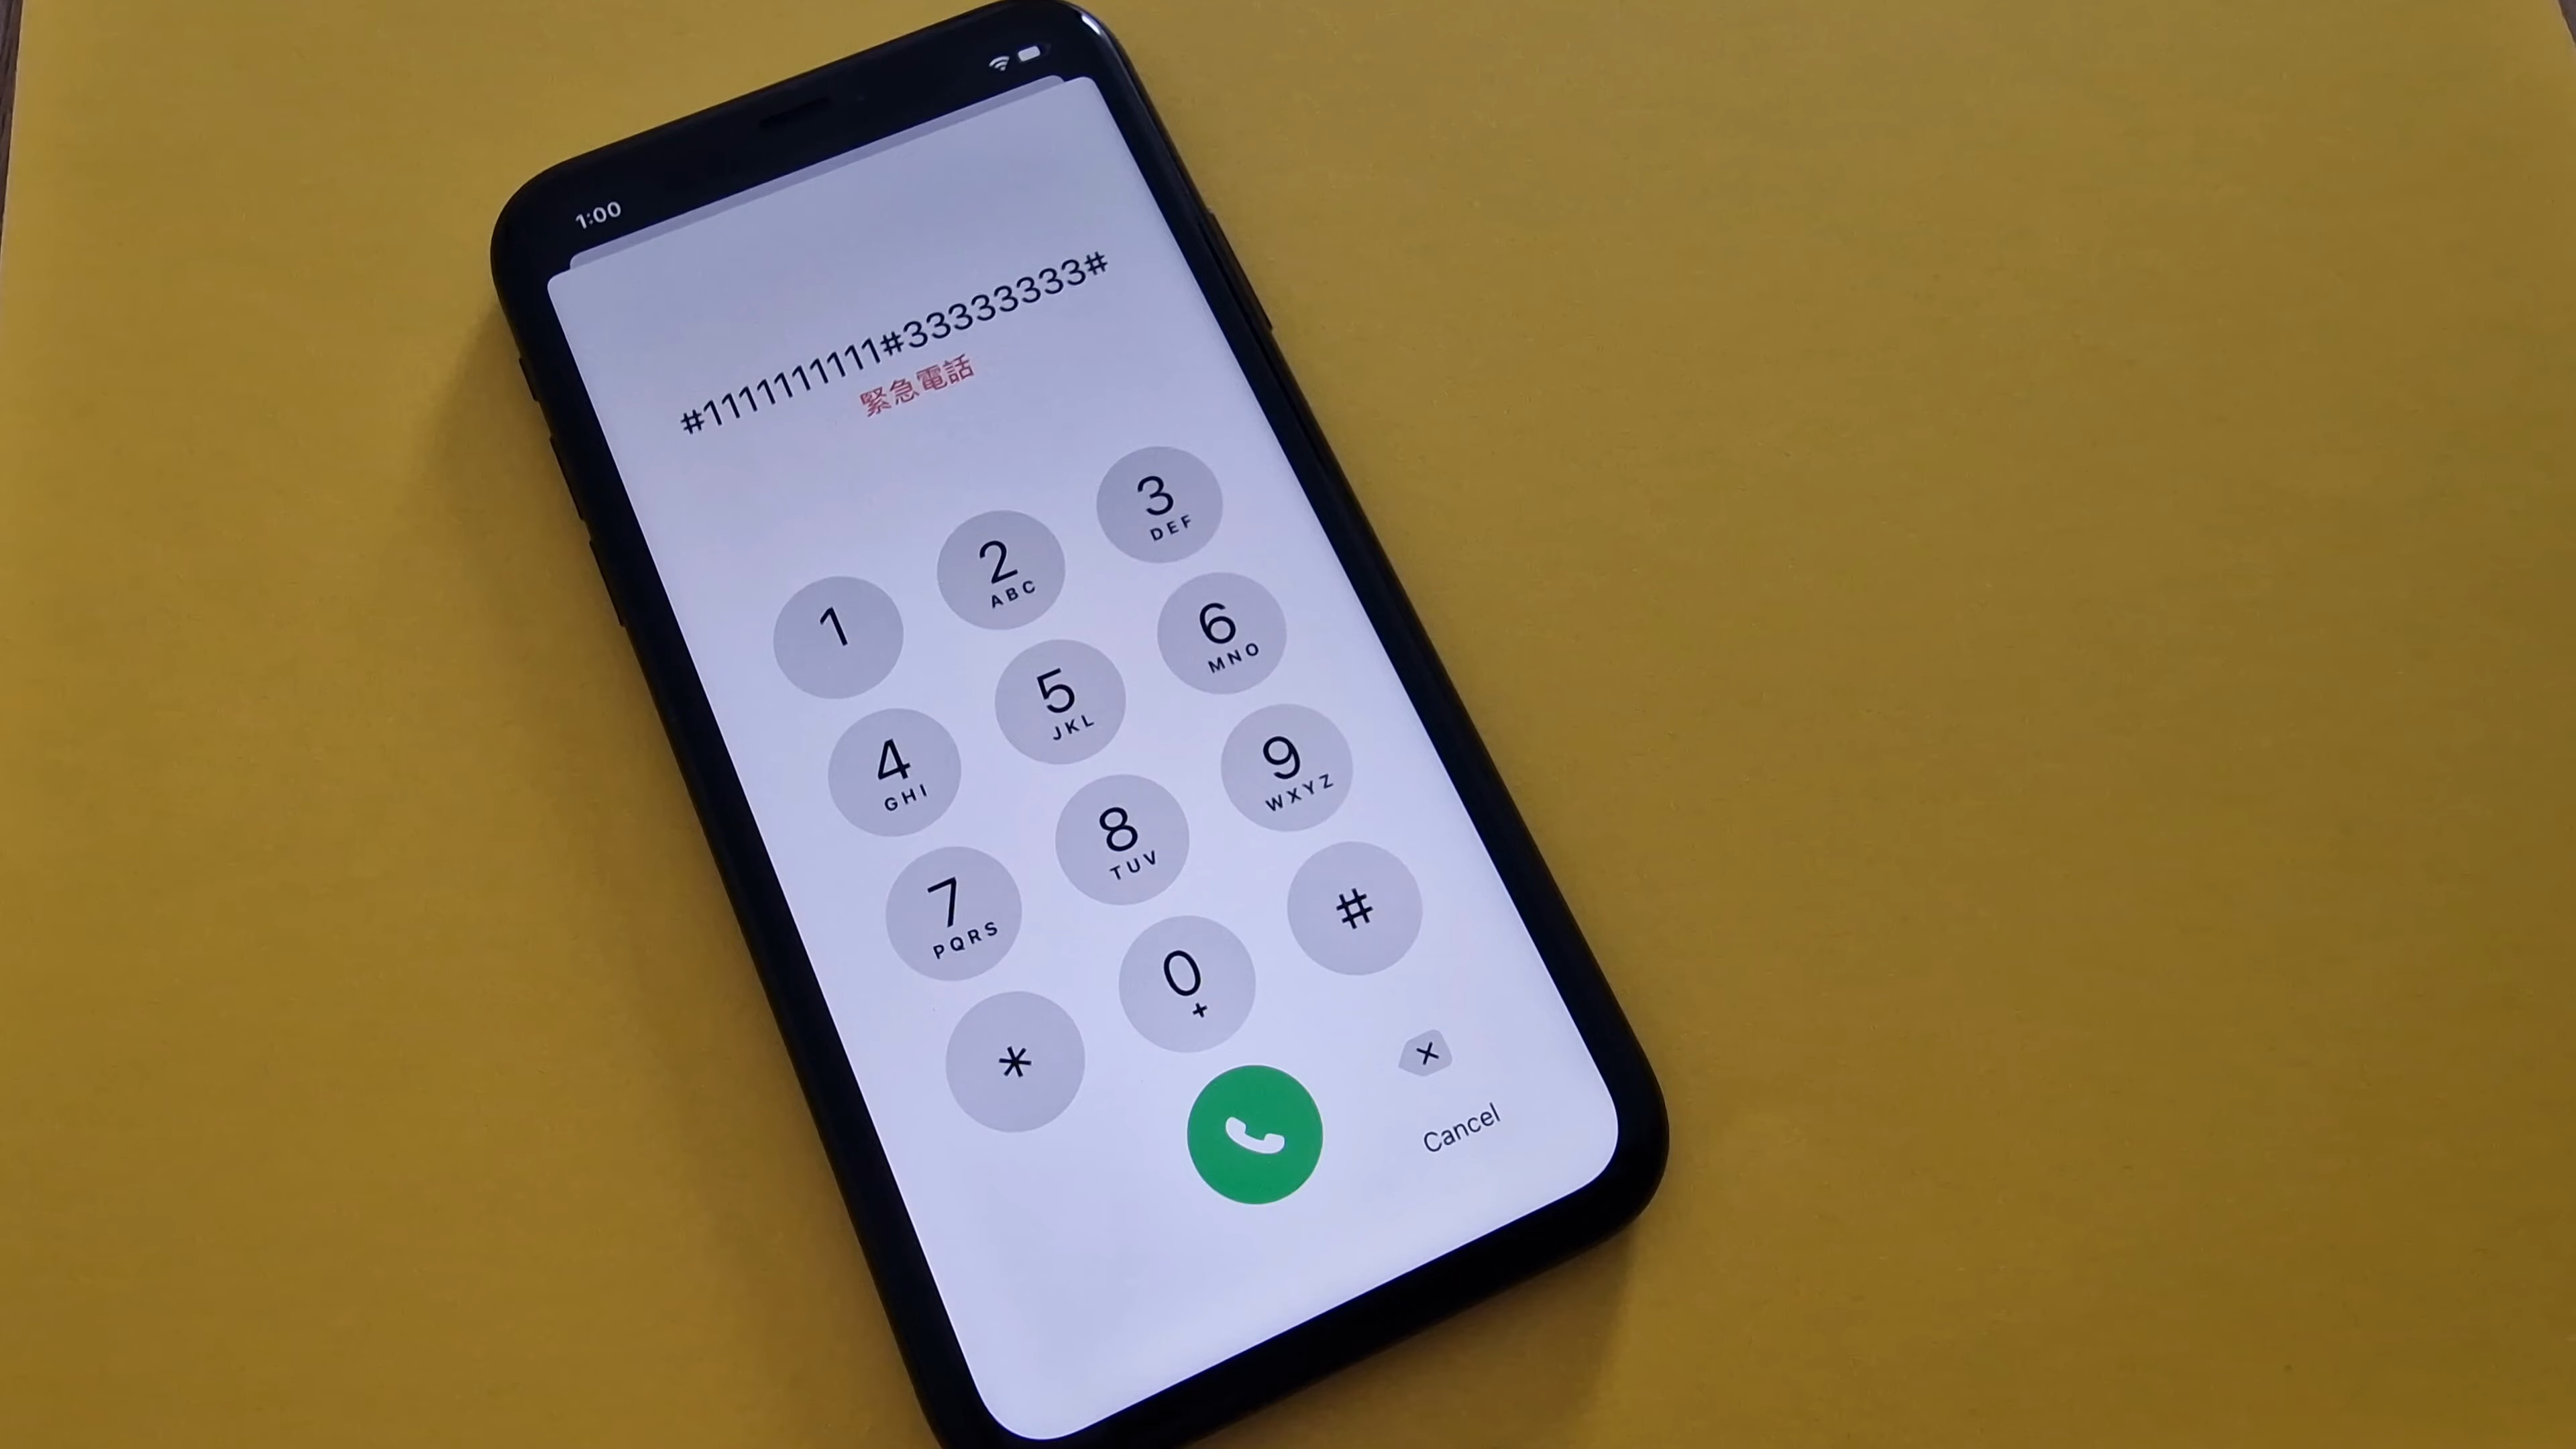 1:00
#1111111111#33333333#
緊急電話
1
2
ABC
3
DEF
4
GHI
5
JKL
6
MNO
7
PQRS
8
TUV
9
WXYZ
*
0
+
#
Cancel